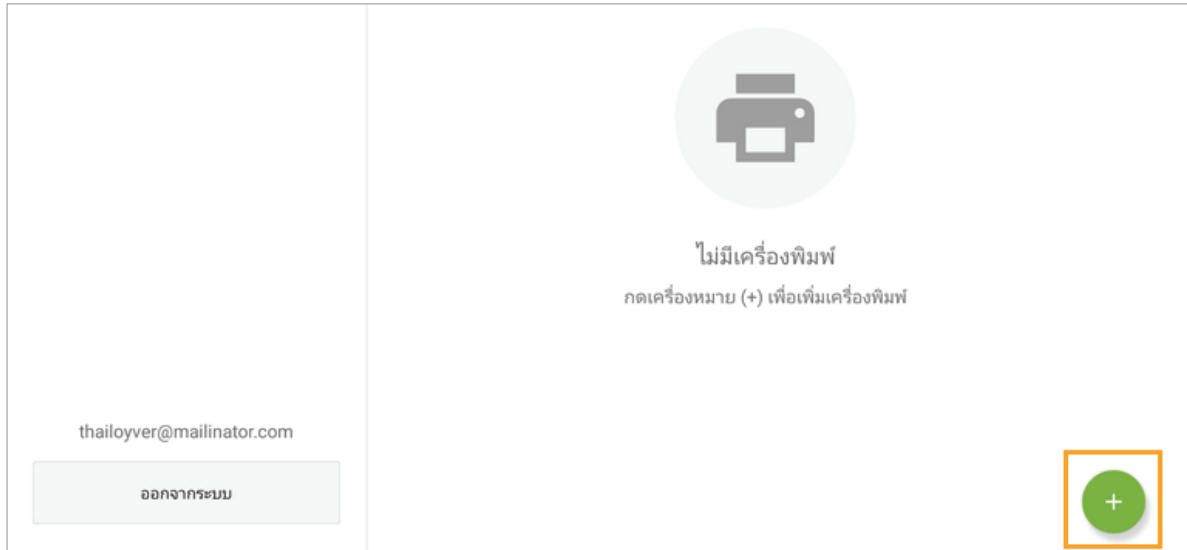 ไม่มีเครื่องพิมพ์
กดเครื่องหมาย (+) เพื่อเพิ่มเครื่องพิมพ์
thailoyver@mailinator.com
ออกจากระบบ
+